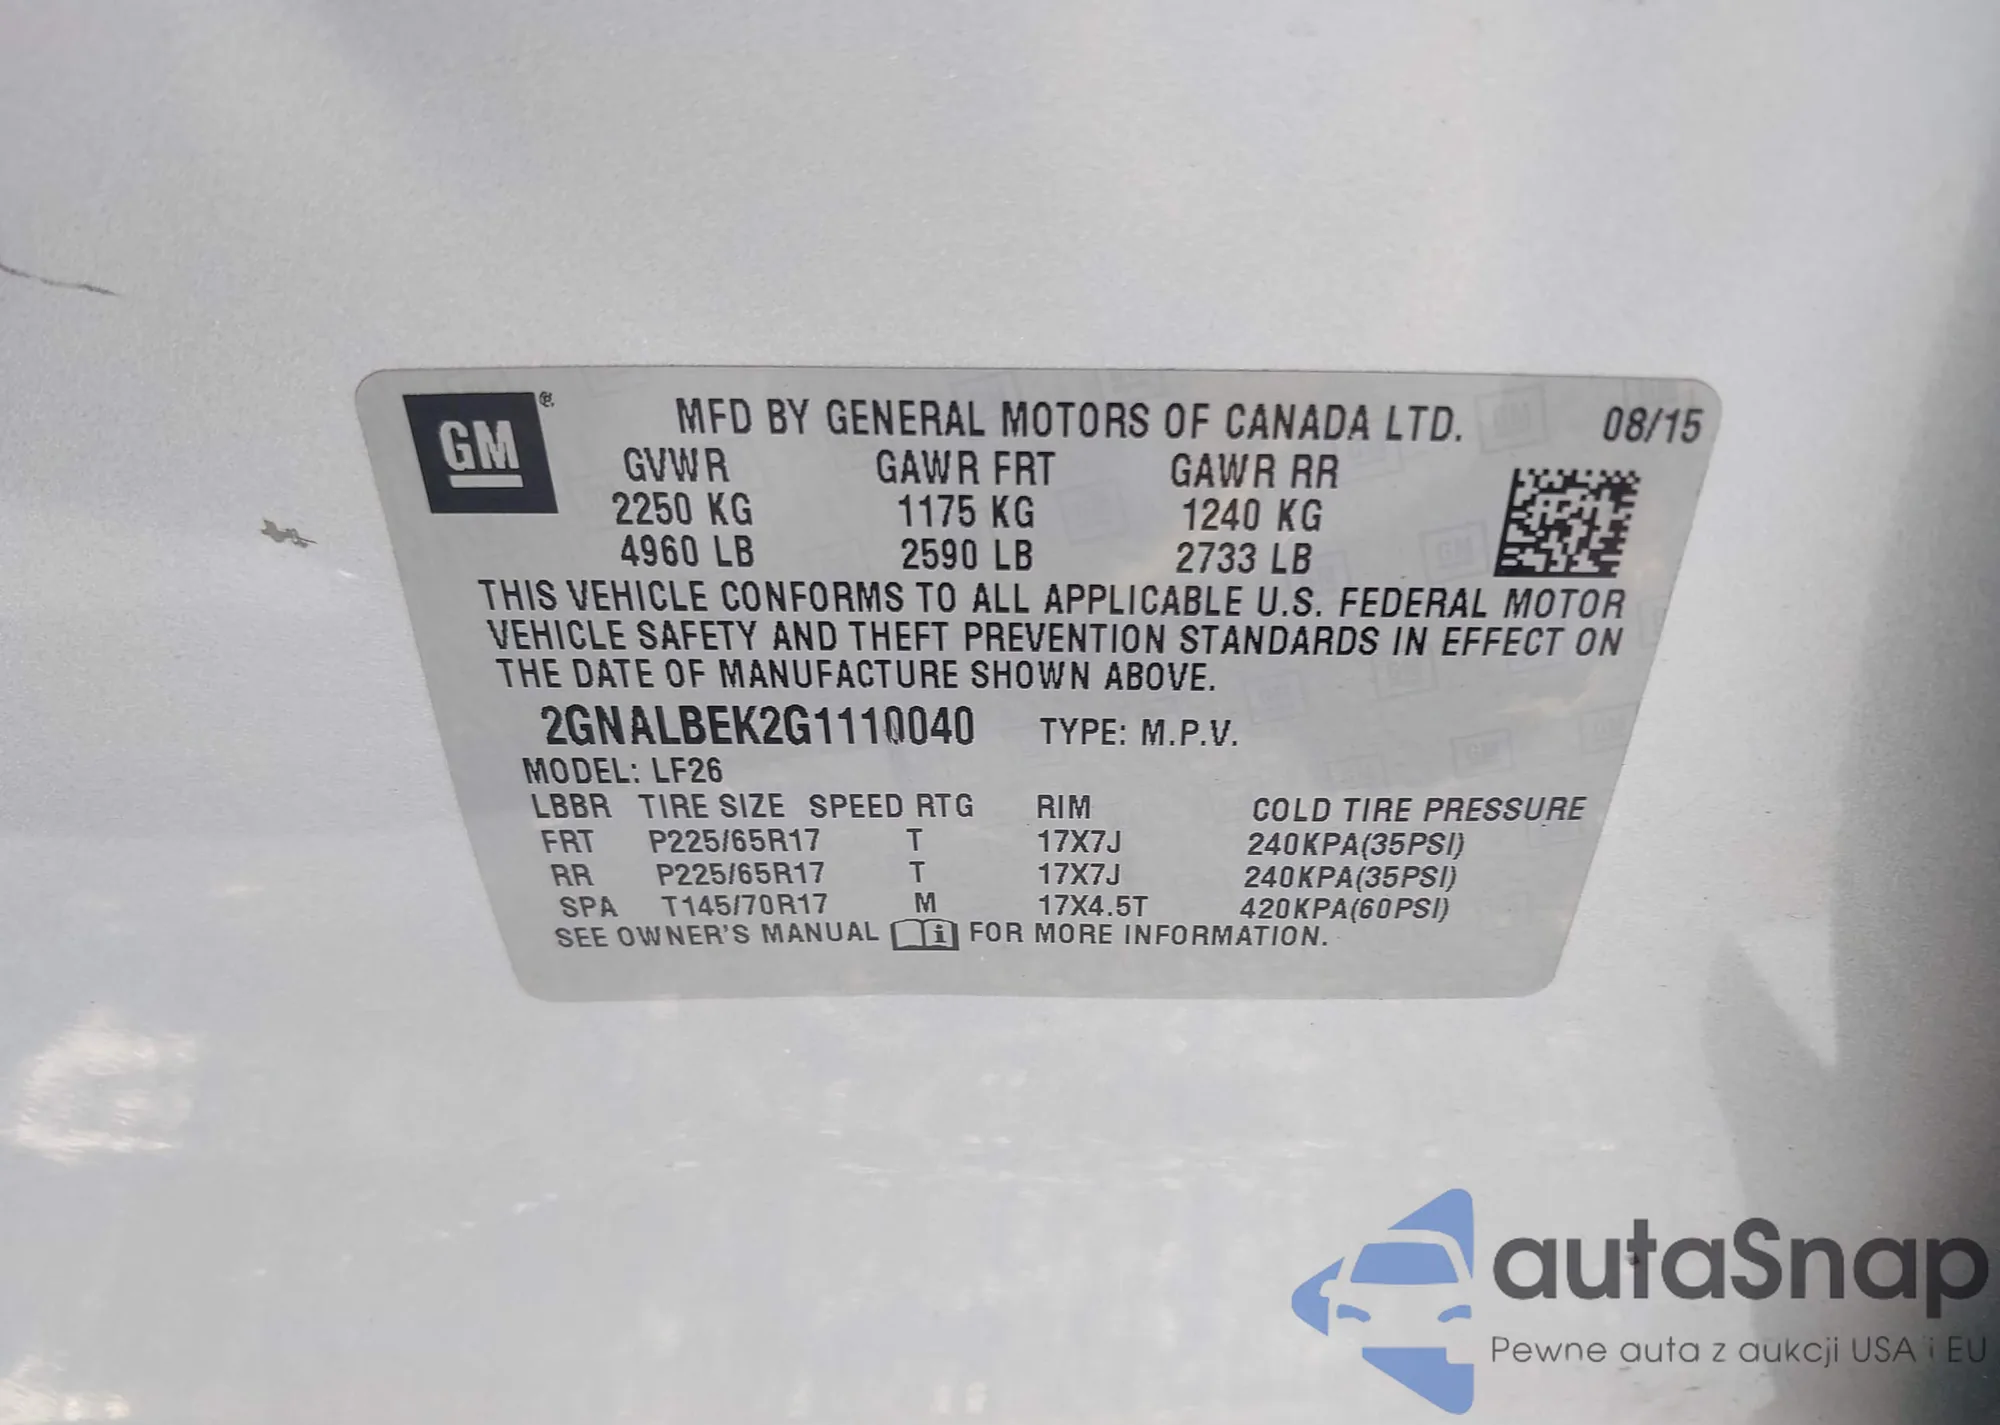 GM ®
MFD BY GENERAL MOTORS OF CANADA LTD. 08/15
GVWR GAWR FRT GAWR RR
2250 KG 1175 KG 1240 KG
4960 LB 2590 LB 2733 LB
THIS VEHICLE CONFORMS TO ALL APPLICABLE U.S. FEDERAL MOTOR
VEHICLE SAFETY AND THEFT PREVENTION STANDARDS IN EFFECT ON
THE DATE OF MANUFACTURE SHOWN ABOVE.
2GNALBEK2G1110040 TYPE: M.P.V.
MODEL: LF26
LBBR TIRE SIZE SPEED RTG RIM COLD TIRE PRESSURE
FRT P225/65R17 T 17X7J 240KPA(35PSI)
RR P225/65R17 T 17X7J 240KPA(35PSI)
SPA T145/70R17 M 17X4.5T 420KPA(60PSI)
SEE OWNER'S MANUAL i FOR MORE INFORMATION.
autaSnap
Pewne auta z aukcji USA i EU